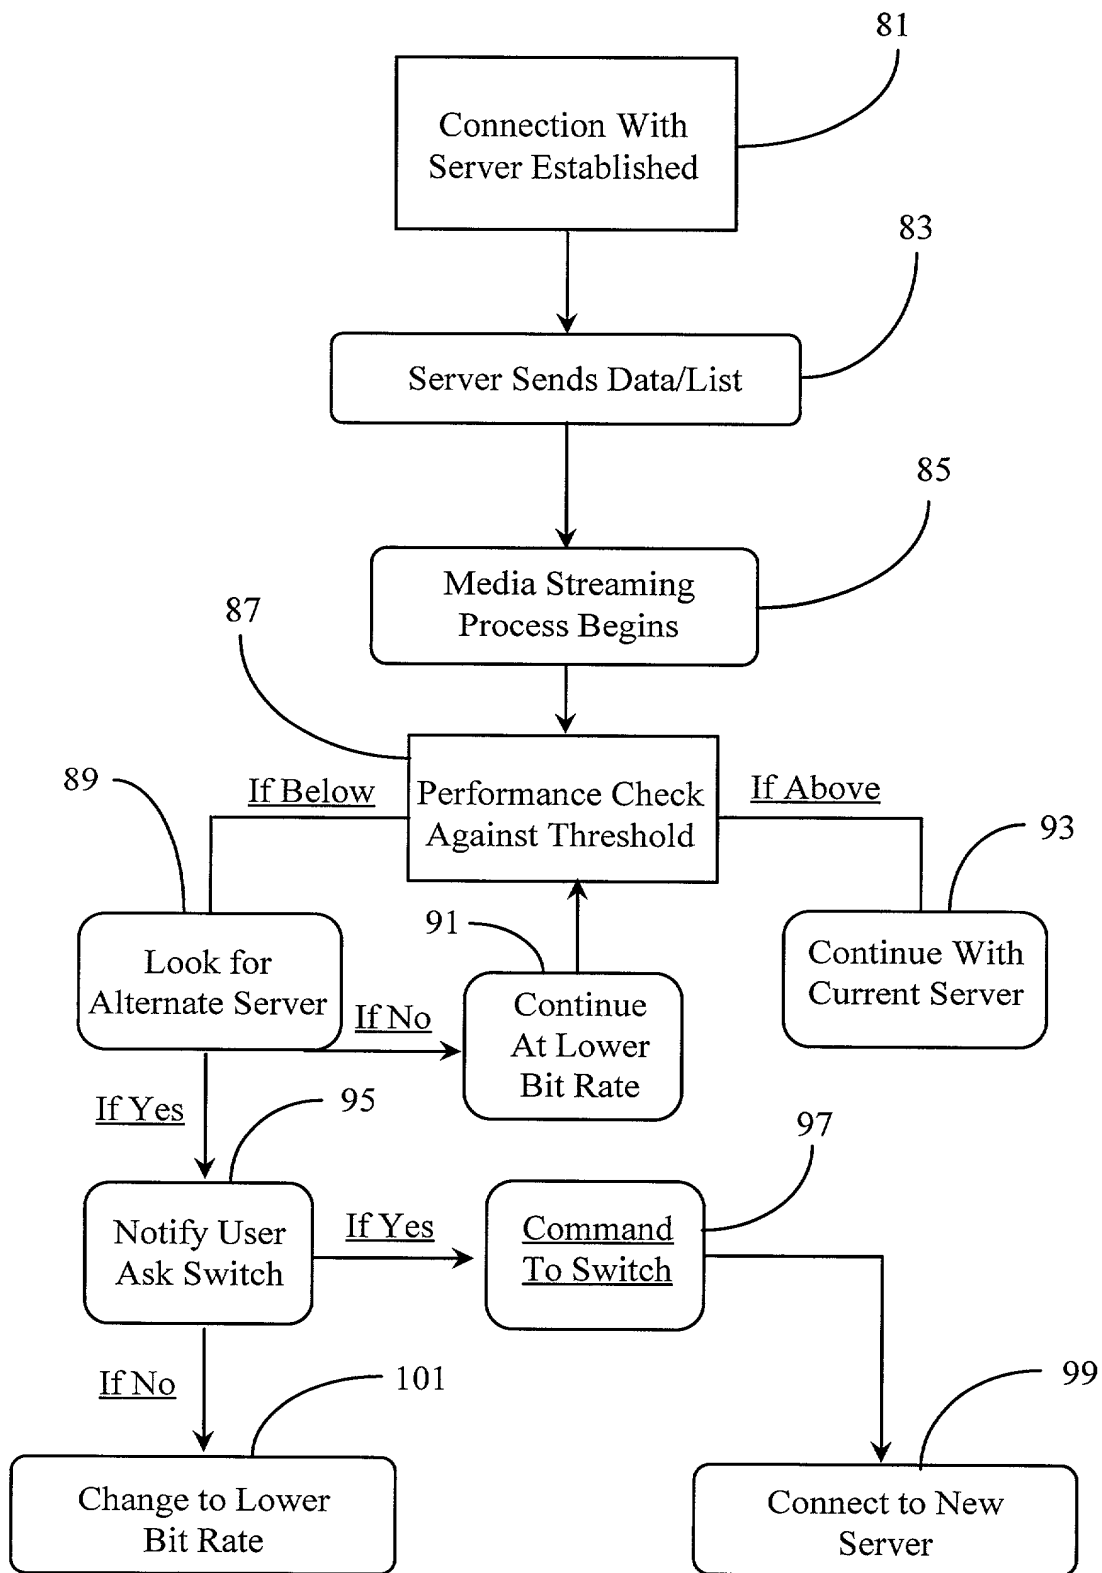 81
Connection With
Server Established
83
Server Sends Data/List
85
Media Streaming
Process Begins
87
89
If Below
Performance Check
Against Threshold
If Above
93
91
Look for
Alternate Server
If No
Continue
At Lower
Bit Rate
Continue With
Current Server
If Yes
95
97
Notify User
Ask Switch
If Yes
Command
To Switch
If No
101
99
Change to Lower
Bit Rate
Connect to New
Server